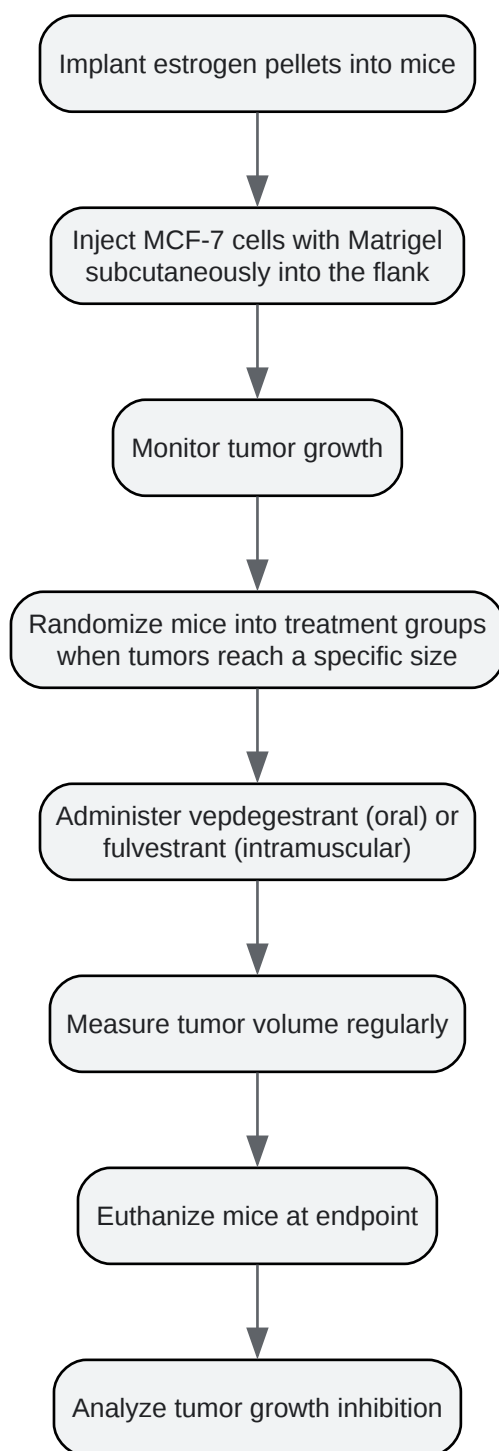 Implant estrogen pellets into mice
Inject MCF-7 cells with Matrigel
subcutaneously into the flank
Monitor tumor growth
Randomize mice into treatment groups
when tumors reach a specific size
Administer vepdegestrant (oral) or
fulvestrant (intramuscular)
Measure tumor volume regularly
Euthanize mice at endpoint
Analyze tumor growth inhibition